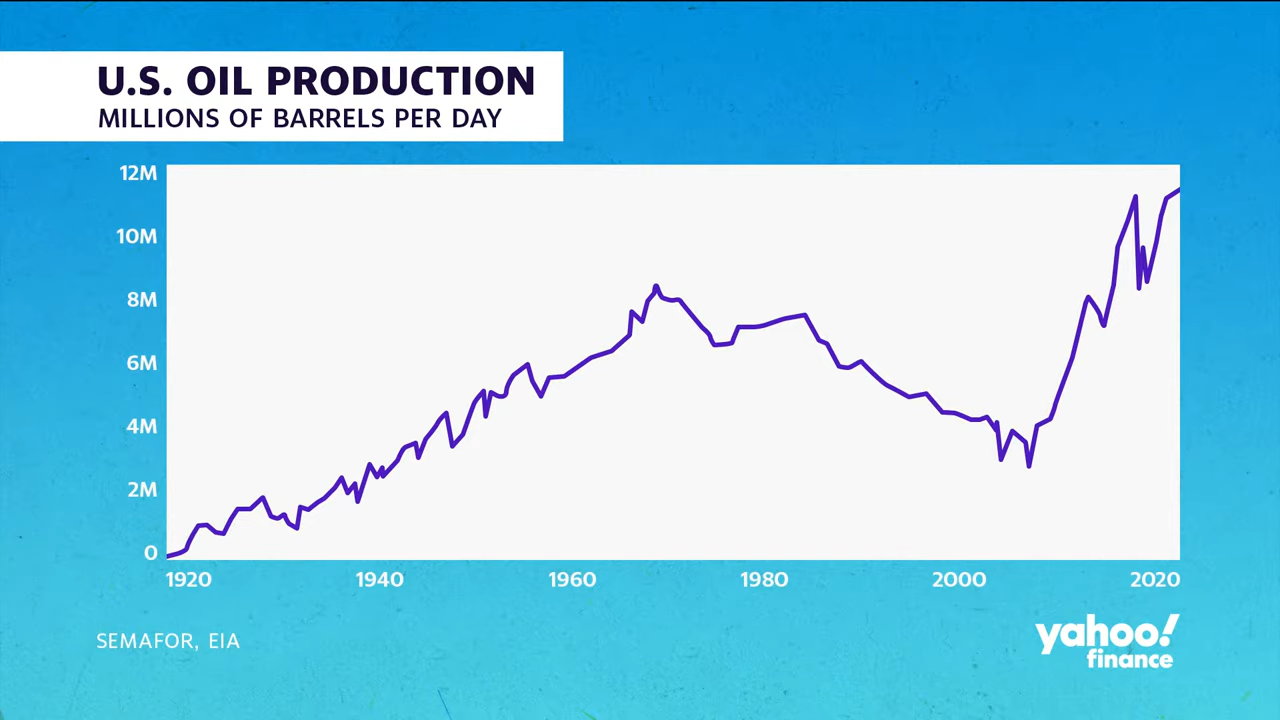 U.S. OIL PRODUCTION
MILLIONS OF BARRELS PER DAY
12M
10M
8M
6M
4M
2M
0
1920 1940 1960 1980 2000 2020
SEMAFOR, EIA
yahoo!
finance